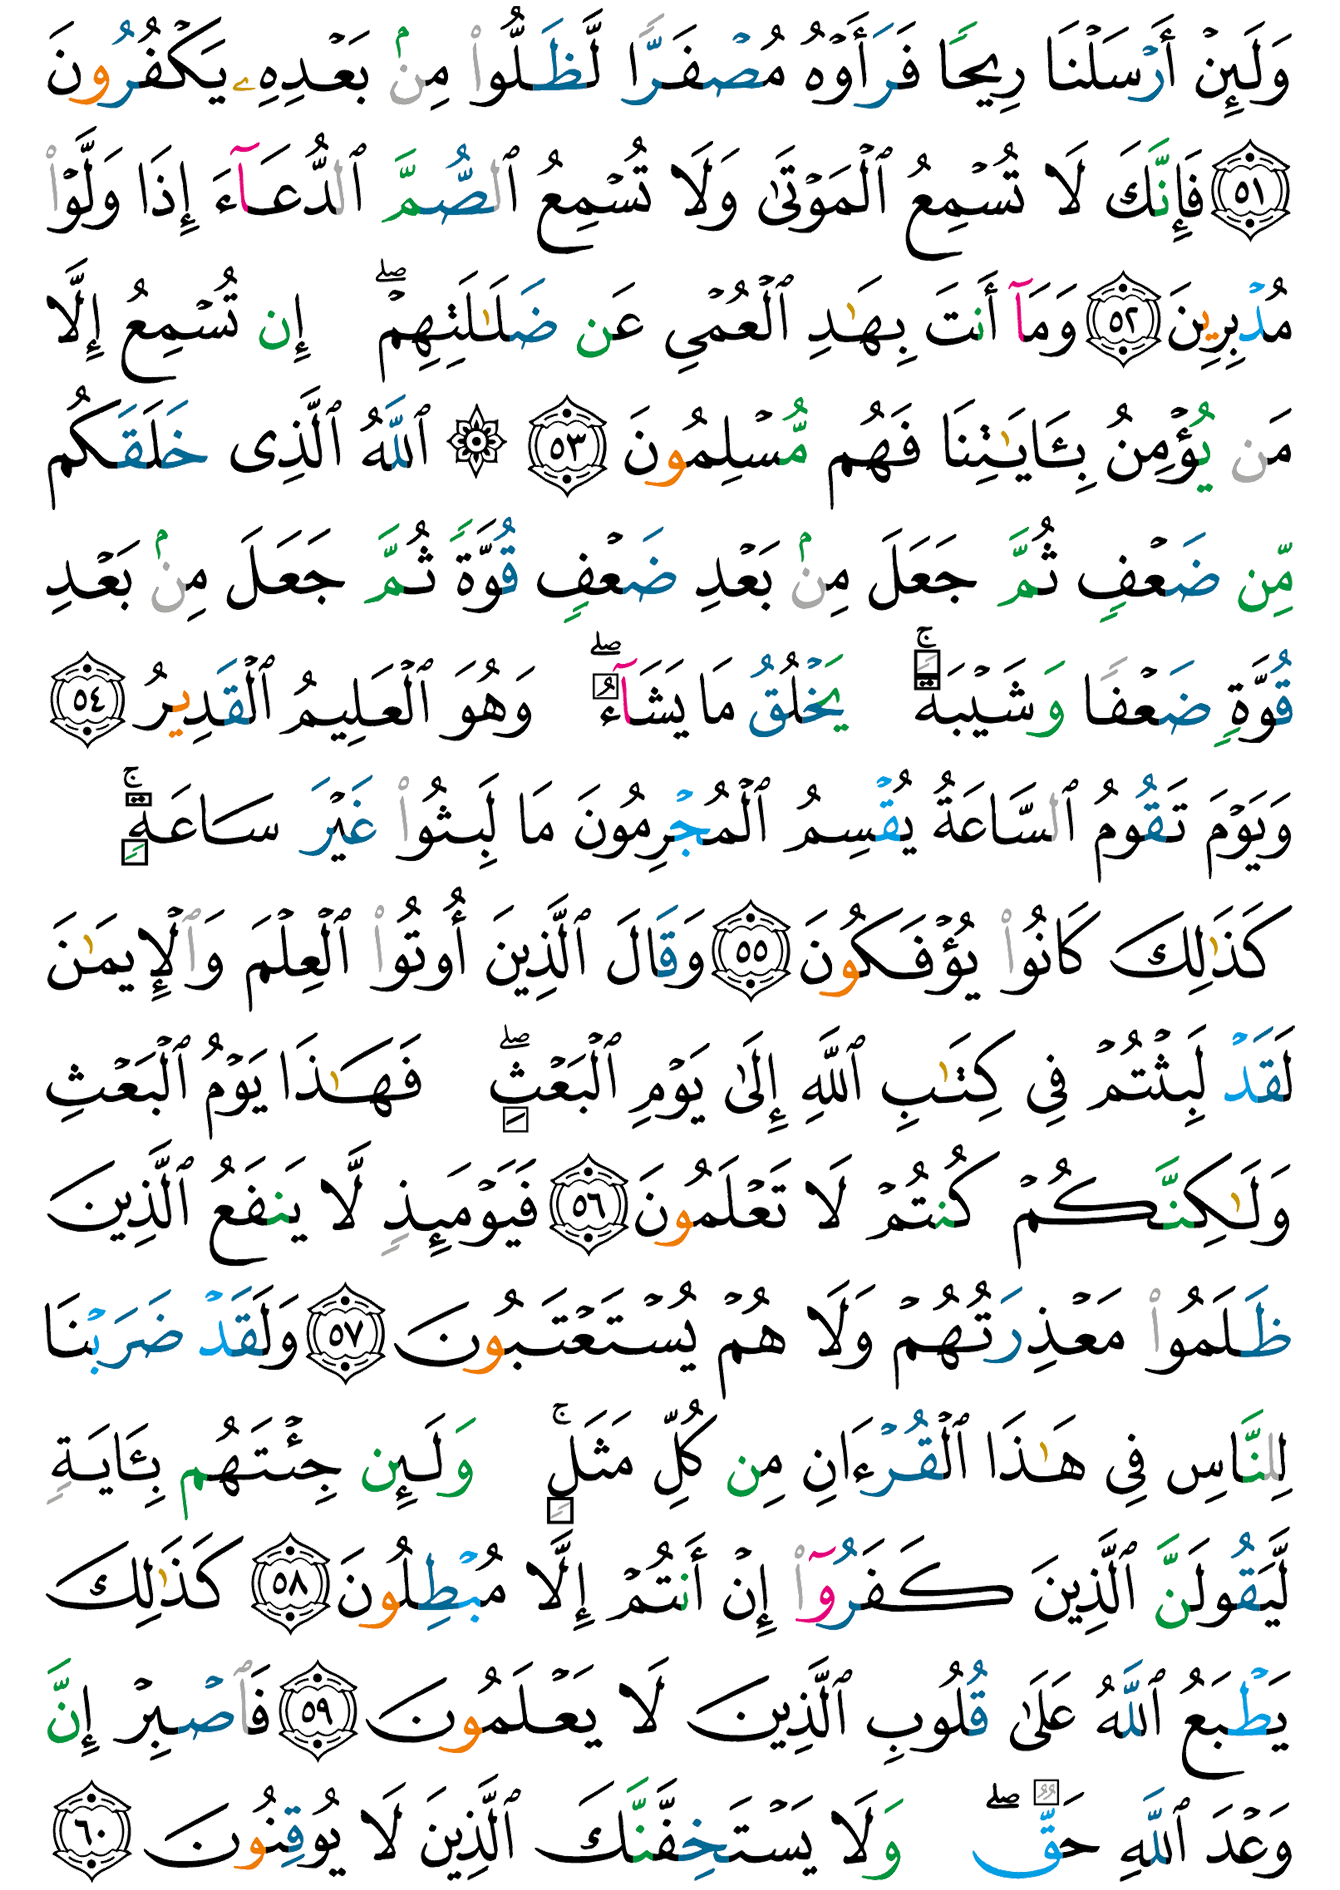 وَلَئِنْ أَرْسَلْنَا رِيحًا فَرَأَوْهُ مُصْفَرًّا لَّظَلُّوا۟ مِنۢ بَعْدِهِۦ يَكْفُرُونَ
٥١ فَإِنَّكَ لَا تُسْمِعُ ٱلْمَوْتَىٰ وَلَا تُسْمِعُ ٱلصُّمَّ ٱلدُّعَآءَ إِذَا وَلَّوْا۟
مُدْبِرِينَ ٥٢ وَمَآ أَنتَ بِهَـٰدِ ٱلْعُمْيِ عَن ضَلَـٰلَتِهِمْ ۖ إِن تُسْمِعُ إِلَّا
مَن يُؤْمِنُ بِـَٔايَـٰتِنَا فَهُم مُّسْلِمُونَ ٥٣ ۞ ٱللَّهُ ٱلَّذِى خَلَقَكُم
مِّن ضَعْفٍ ثُمَّ جَعَلَ مِنۢ بَعْدِ ضَعْفٍ قُوَّةً ثُمَّ جَعَلَ مِنۢ بَعْدِ
قُوَّةٍ ضَعْفًا وَشَيْبَةً ۚ يَخْلُقُ مَا يَشَآءُ ۖ وَهُوَ ٱلْعَلِيمُ ٱلْقَدِيرُ ٥٤
وَيَوْمَ تَقُومُ ٱلسَّاعَةُ يُقْسِمُ ٱلْمُجْرِمُونَ مَا لَبِثُوا۟ غَيْرَ سَاعَةٍ ۚ
كَذَٰلِكَ كَانُوا۟ يُؤْفَكُونَ ٥٥ وَقَالَ ٱلَّذِينَ أُوتُوا۟ ٱلْعِلْمَ وَٱلْإِيمَـٰنَ
لَقَدْ لَبِثْتُمْ فِي كِتَـٰبِ ٱللَّهِ إِلَىٰ يَوْمِ ٱلْبَعْثِ ۖ فَهَـٰذَا يَوْمُ ٱلْبَعْثِ
وَلَـٰكِنَّكُمْ كُنتُمْ لَا تَعْلَمُونَ ٥٦ فَيَوْمَئِذٍ لَّا يَنفَعُ ٱلَّذِينَ
ظَلَمُوا۟ مَعْذِرَتُهُمْ وَلَا هُمْ يُسْتَعْتَبُونَ ٥٧ وَلَقَدْ ضَرَبْنَا
لِلنَّاسِ فِي هَـٰذَا ٱلْقُرْءَانِ مِن كُلِّ مَثَلٍ ۚ وَلَئِن جِئْتَهُم بِـَٔايَةٍ
لَّيَقُولَنَّ ٱلَّذِينَ كَفَرُوٓا۟ إِنْ أَنتُمْ إِلَّا مُبْطِلُونَ ٥٨ كَذَٰلِكَ
يَطْبَعُ ٱللَّهُ عَلَىٰ قُلُوبِ ٱلَّذِينَ لَا يَعْلَمُونَ ٥٩ فَٱصْبِرْ إِنَّ
وَعْدَ ٱللَّهِ حَقٌّ ۖ وَلَا يَسْتَخِفَّنَّكَ ٱلَّذِينَ لَا يُوقِنُونَ ٦٠